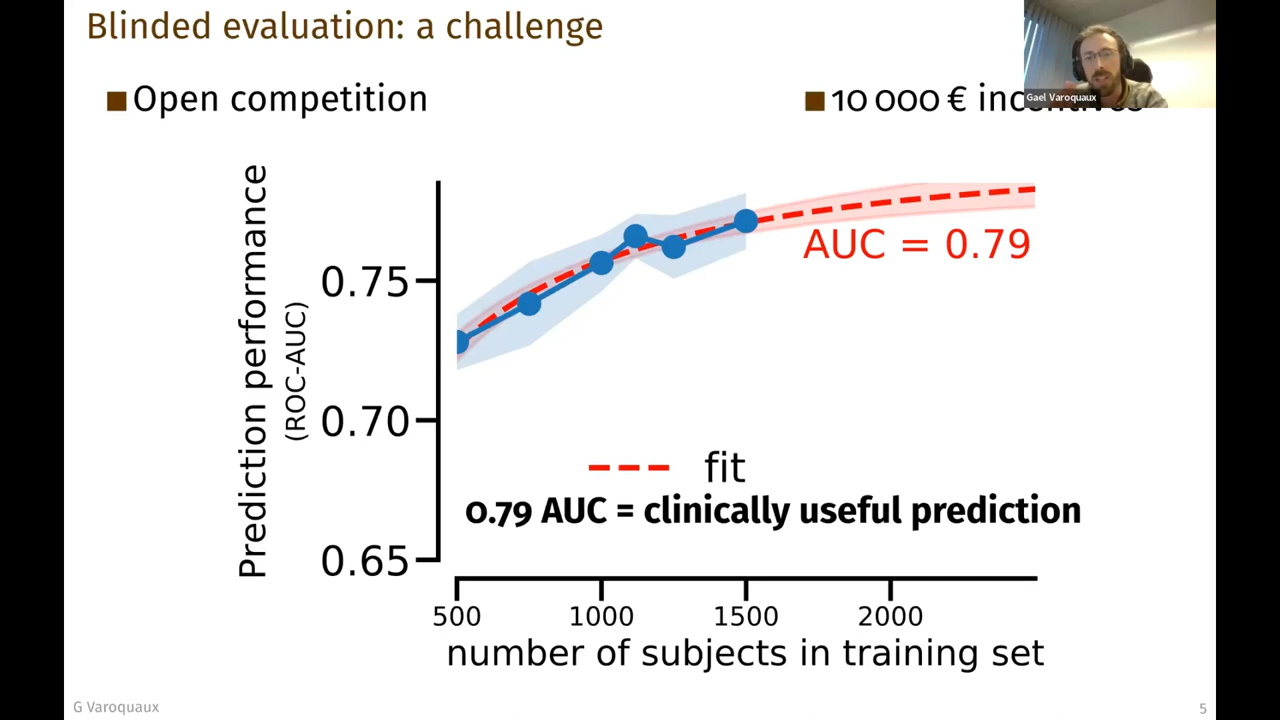 Blinded evaluation: a challenge
Open competition
10 000 €
Gael Varoquaux
Prediction performance
(ROC-AUC)
0.75
0.70
0.65
AUC = 0.79
fit
0.79 AUC = clinically useful prediction
500 1000 1500 2000
number of subjects in training set
G Varoquaux
5